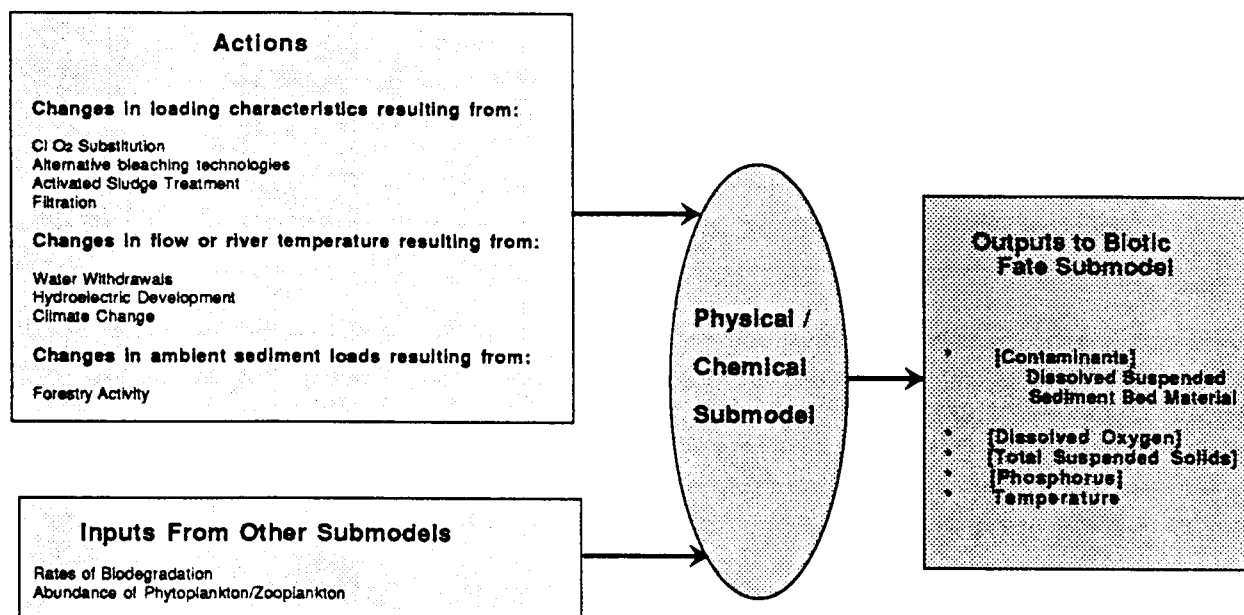 Actions
Changes in loading characteristics resulting from:
Cl O2 Substitution
Alternative bleaching technologies
Activated Sludge Treatment
Filtration
Changes in flow or river temperature resulting from:
Water Withdrawals
Hydroelectric Development
Climate Change
Changes in ambient sediment loads resulting from:
Forestry Activity
Inputs From Other Submodels
Rates of Biodegradation
Abundance of Phytoplankton/Zooplankton
Physical /
Chemical
Submodel
Outputs to Biotic
Fate Submodel
* [Contaminants]
Dissolved Suspended
Sediment Bed Material
* [Dissolved Oxygen]
* [Total Suspended Solids]
* [Phosphorus]
* Temperature